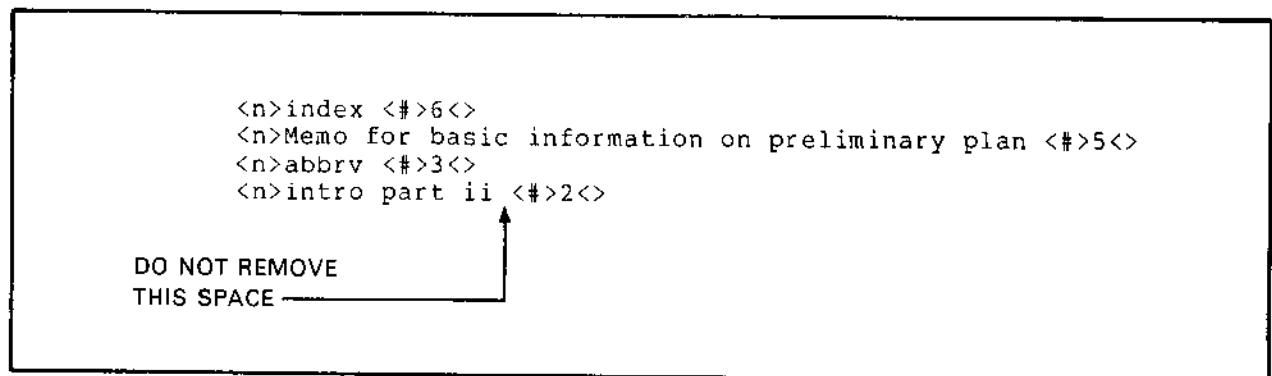 <n>index <#>6<>
<n>Memo for basic information on preliminary plan <#>5<>
<n>abbrv <#>3<>
<n>intro part ii <#>2<>
DO NOT REMOVE
THIS SPACE